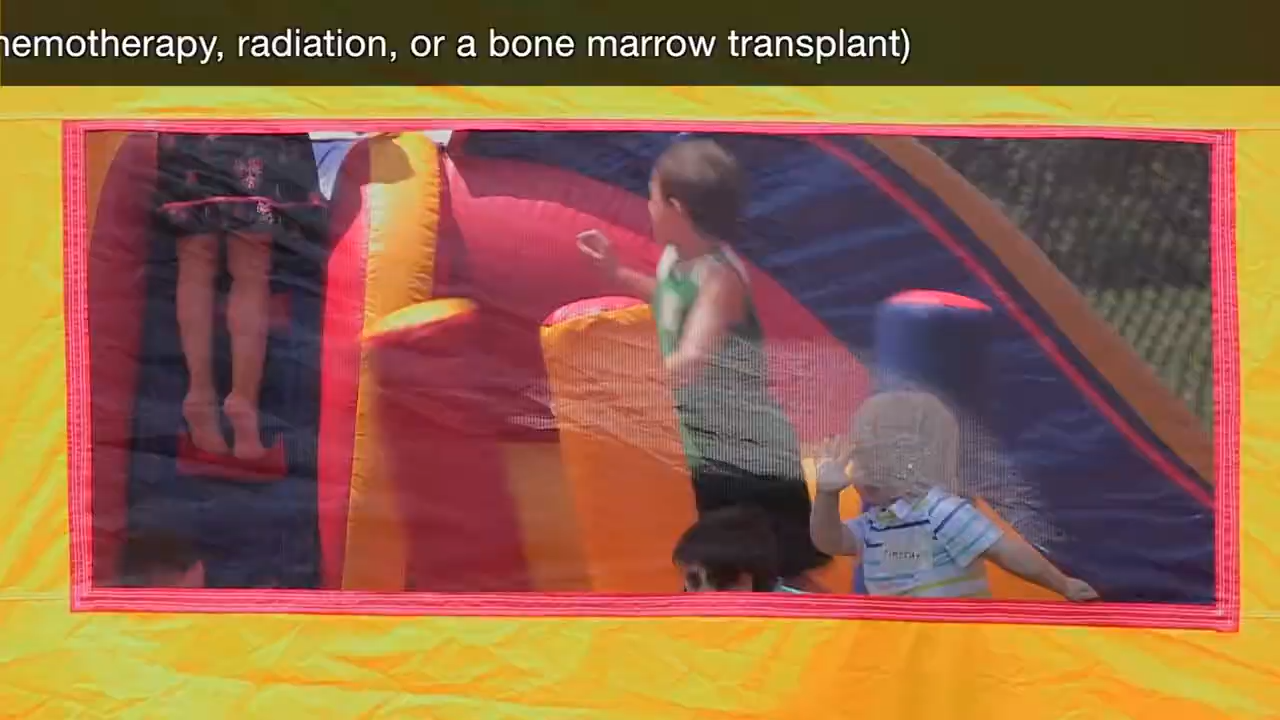 hemotherapy, radiation, or a bone marrow transplant)